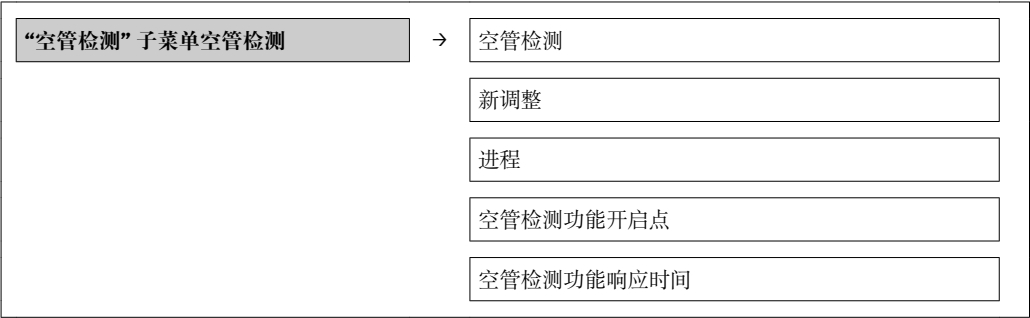 “空管检测” 子菜单空管检测 → 空管检测
新调整
进程
空管检测功能开启点
空管检测功能响应时间